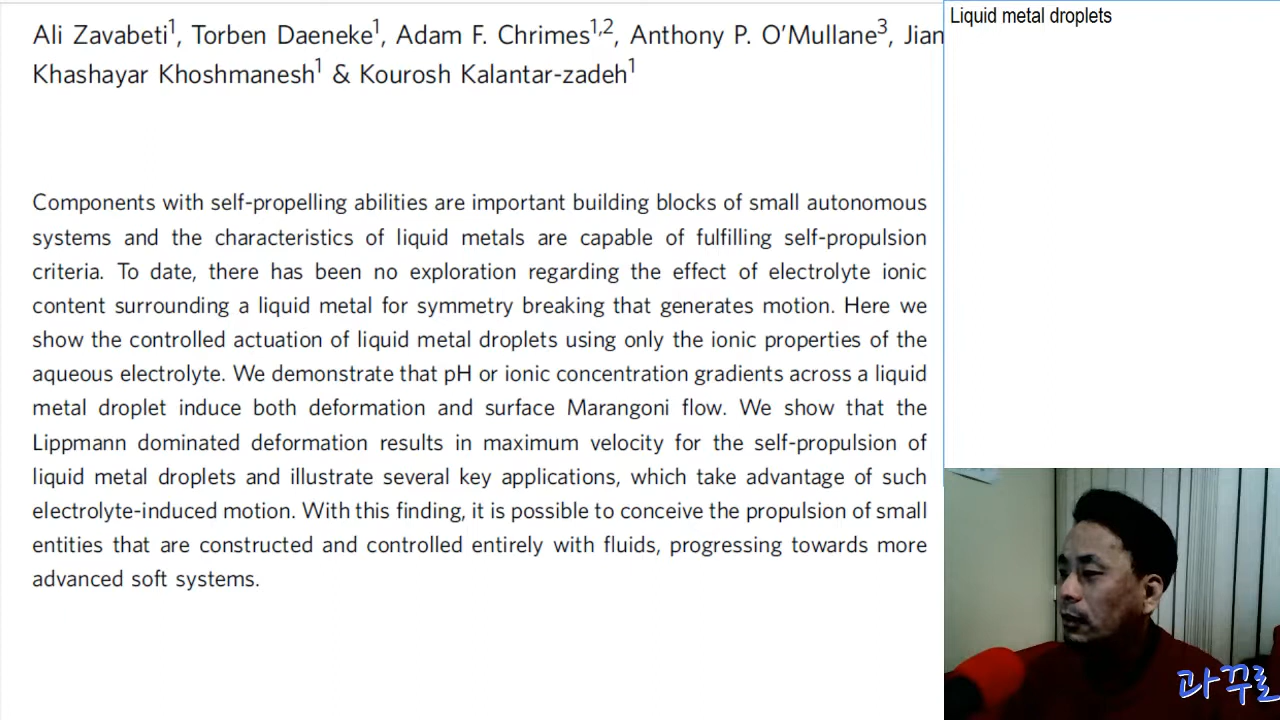 Ali Zavabeti1, Torben Daeneke1, Adam F. Chrimes1,2, Anthony P. O'Mullane3, Jian
Khashayar Khoshmanesh1 & Kourosh Kalantar-zadeh1
Liquid metal droplets
Components with self-propelling abilities are important building blocks of small autonomous
systems and the characteristics of liquid metals are capable of fulfilling self-propulsion
criteria. To date, there has been no exploration regarding the effect of electrolyte ionic
content surrounding a liquid metal for symmetry breaking that generates motion. Here we
show the controlled actuation of liquid metal droplets using only the ionic properties of the
aqueous electrolyte. We demonstrate that pH or ionic concentration gradients across a liquid
metal droplet induce both deformation and surface Marangoni flow. We show that the
Lippmann dominated deformation results in maximum velocity for the self-propulsion of
liquid metal droplets and illustrate several key applications, which take advantage of such
electrolyte-induced motion. With this finding, it is possible to conceive the propulsion of small
entities that are constructed and controlled entirely with fluids, progressing towards more
advanced soft systems.
과꾸로